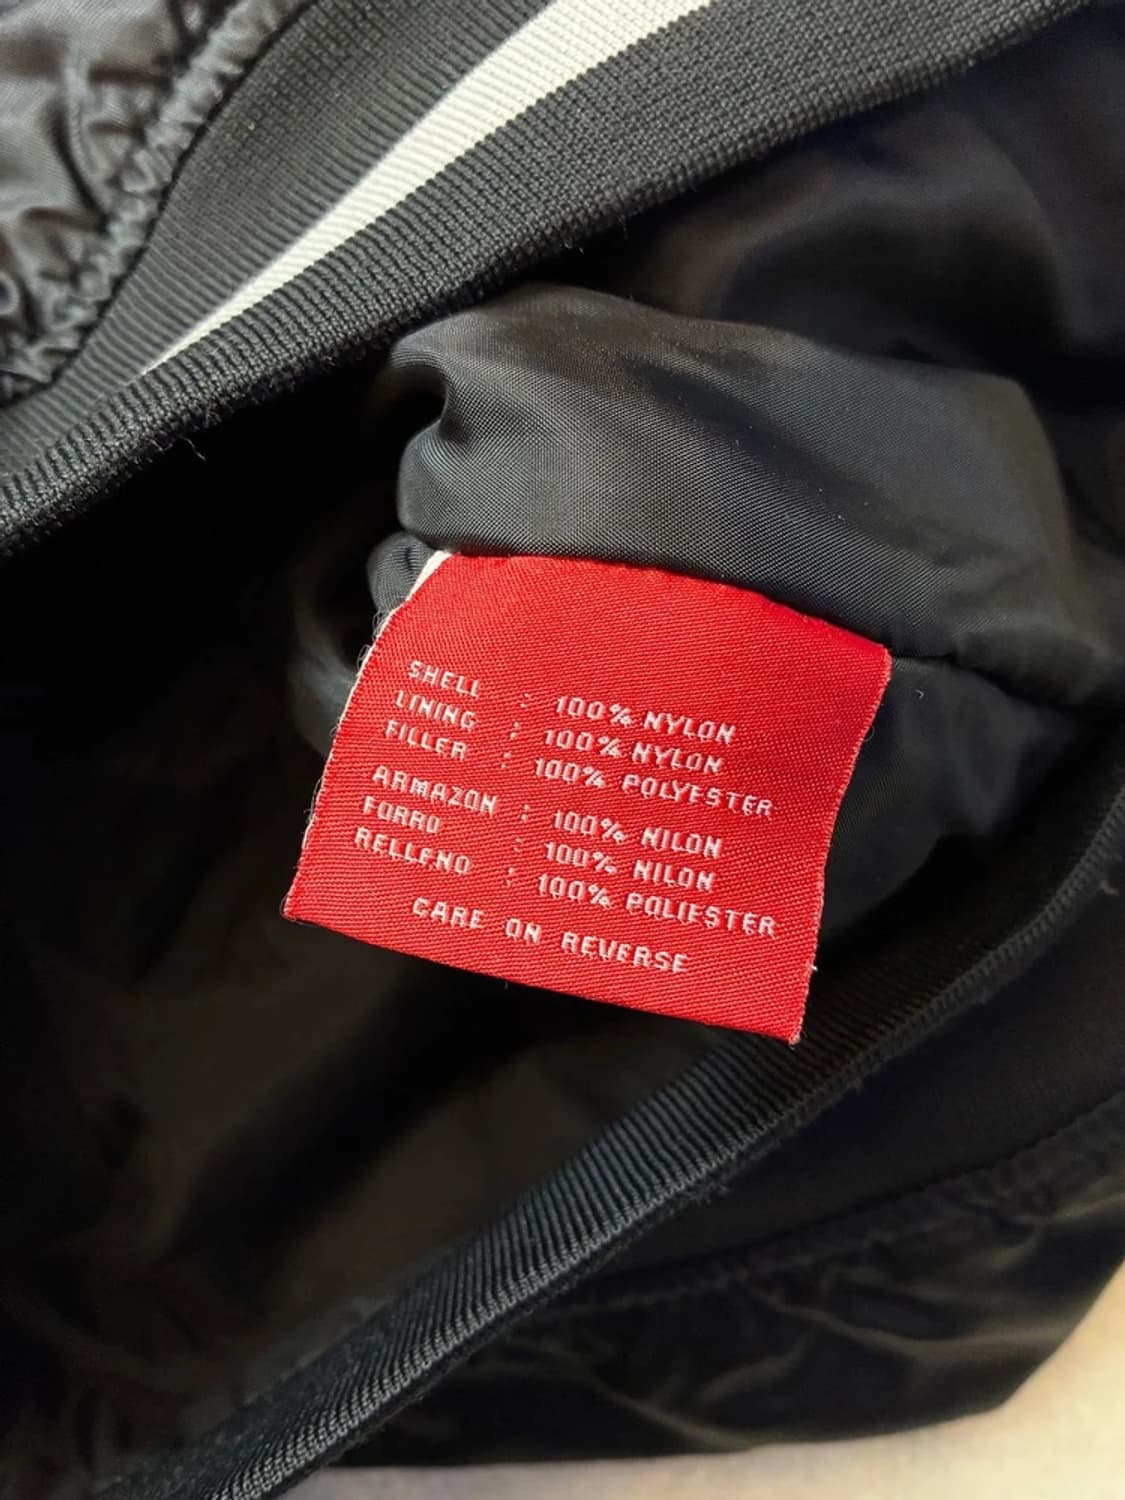 SHELL : 100% NYLON
LINING : 100% NYLON
FILLER : 100% POLYESTER
ARMAZON : 100% NILON
FORRO : 100% NILON
RELLENO : 100% POLIESTER
CARE ON REVERSE